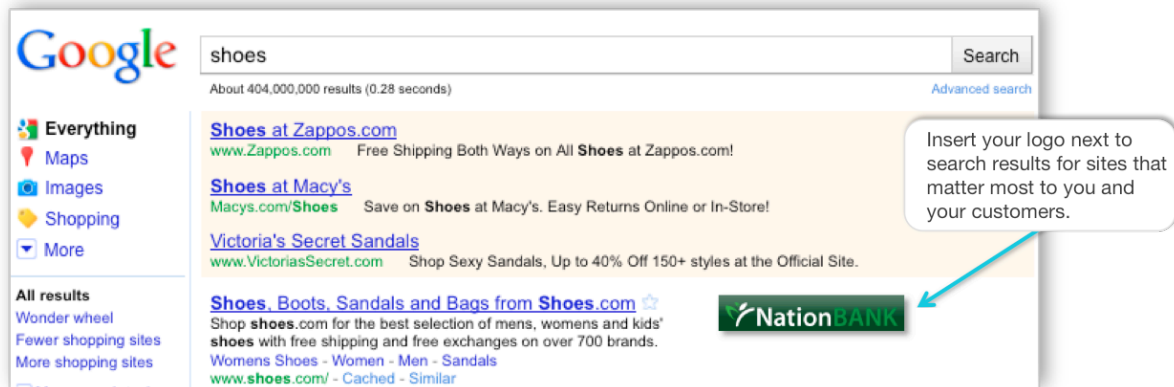 Google
shoes
Search
About 404,000,000 results (0.28 seconds)
Advanced search
Everything
Maps
Images
Shopping
More
All results
Wonder wheel
Fewer shopping sites
More shopping sites
Shoes at Zappos.com
www.Zappos.com Free Shipping Both Ways on All Shoes at Zappos.com!
Shoes at Macy's
Macys.com/Shoes Save on Shoes at Macy's. Easy Returns Online or In-Store!
Victoria's Secret Sandals
www.VictoriasSecret.com Shop Sexy Sandals, Up to 40% Off 150+ styles at the Official Site.
Shoes, Boots, Sandals and Bags from Shoes.com
Shop shoes.com for the best selection of mens, womens and kids'
shoes with free shipping and free exchanges on over 700 brands.
Womens Shoes - Women - Men - Sandals
www.shoes.com/ - Cached - Similar
NationBANK
Insert your logo next to
search results for sites that
matter most to you and
your customers.